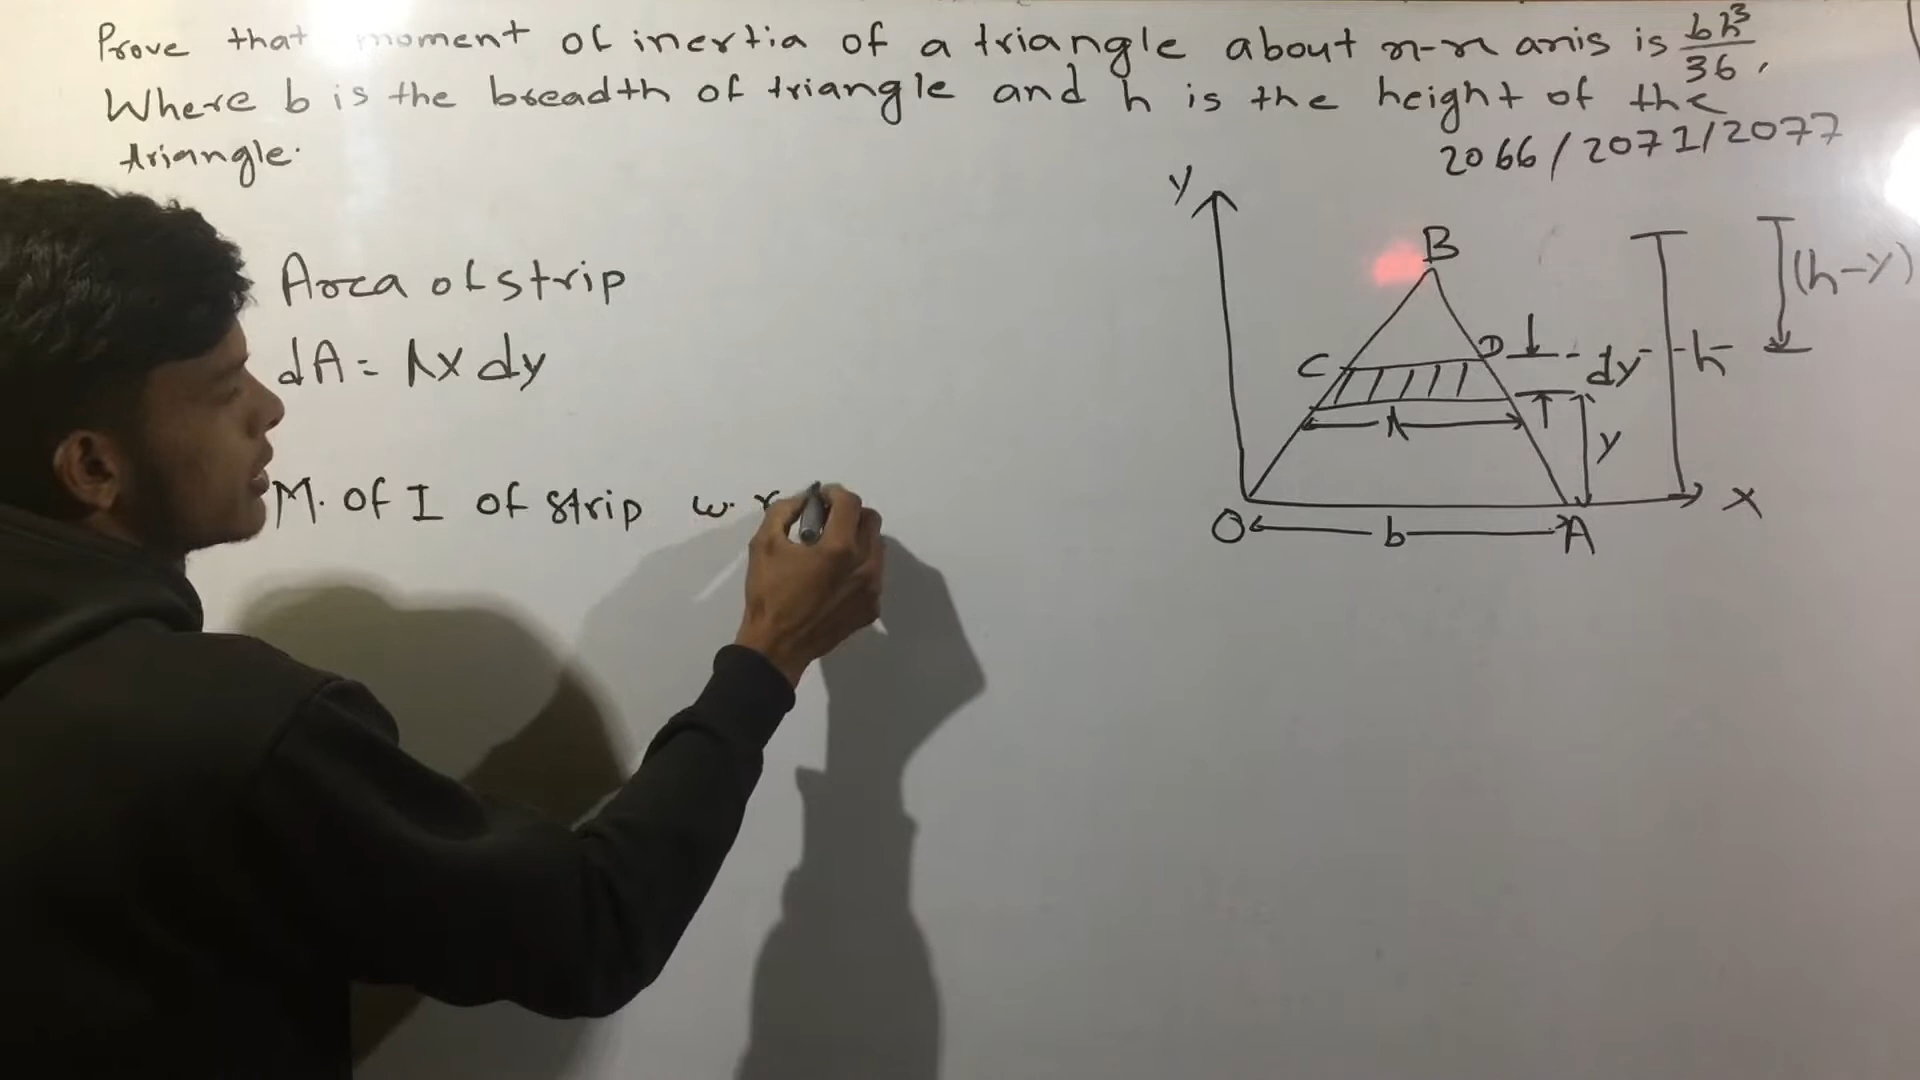 Prove that moment of inertia of a triangle about x-x axis is bh³/36,
Where b is the breadth of triangle and h is the height of the
triangle.
2066/2071/2077
Area of strip
dA = λ x dy
M. of I of strip w.r
Y
B
(h-y)
C
D
dy
h
λ
y
O
b
A
X